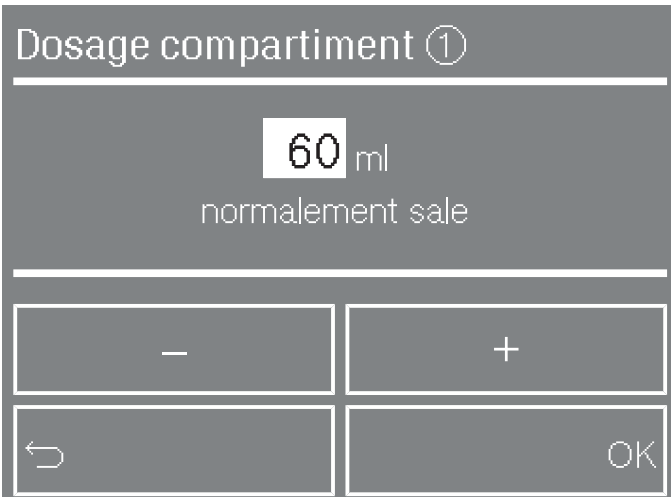 Dosage compartiment ①
60 ml
normalement sale
– +
OK